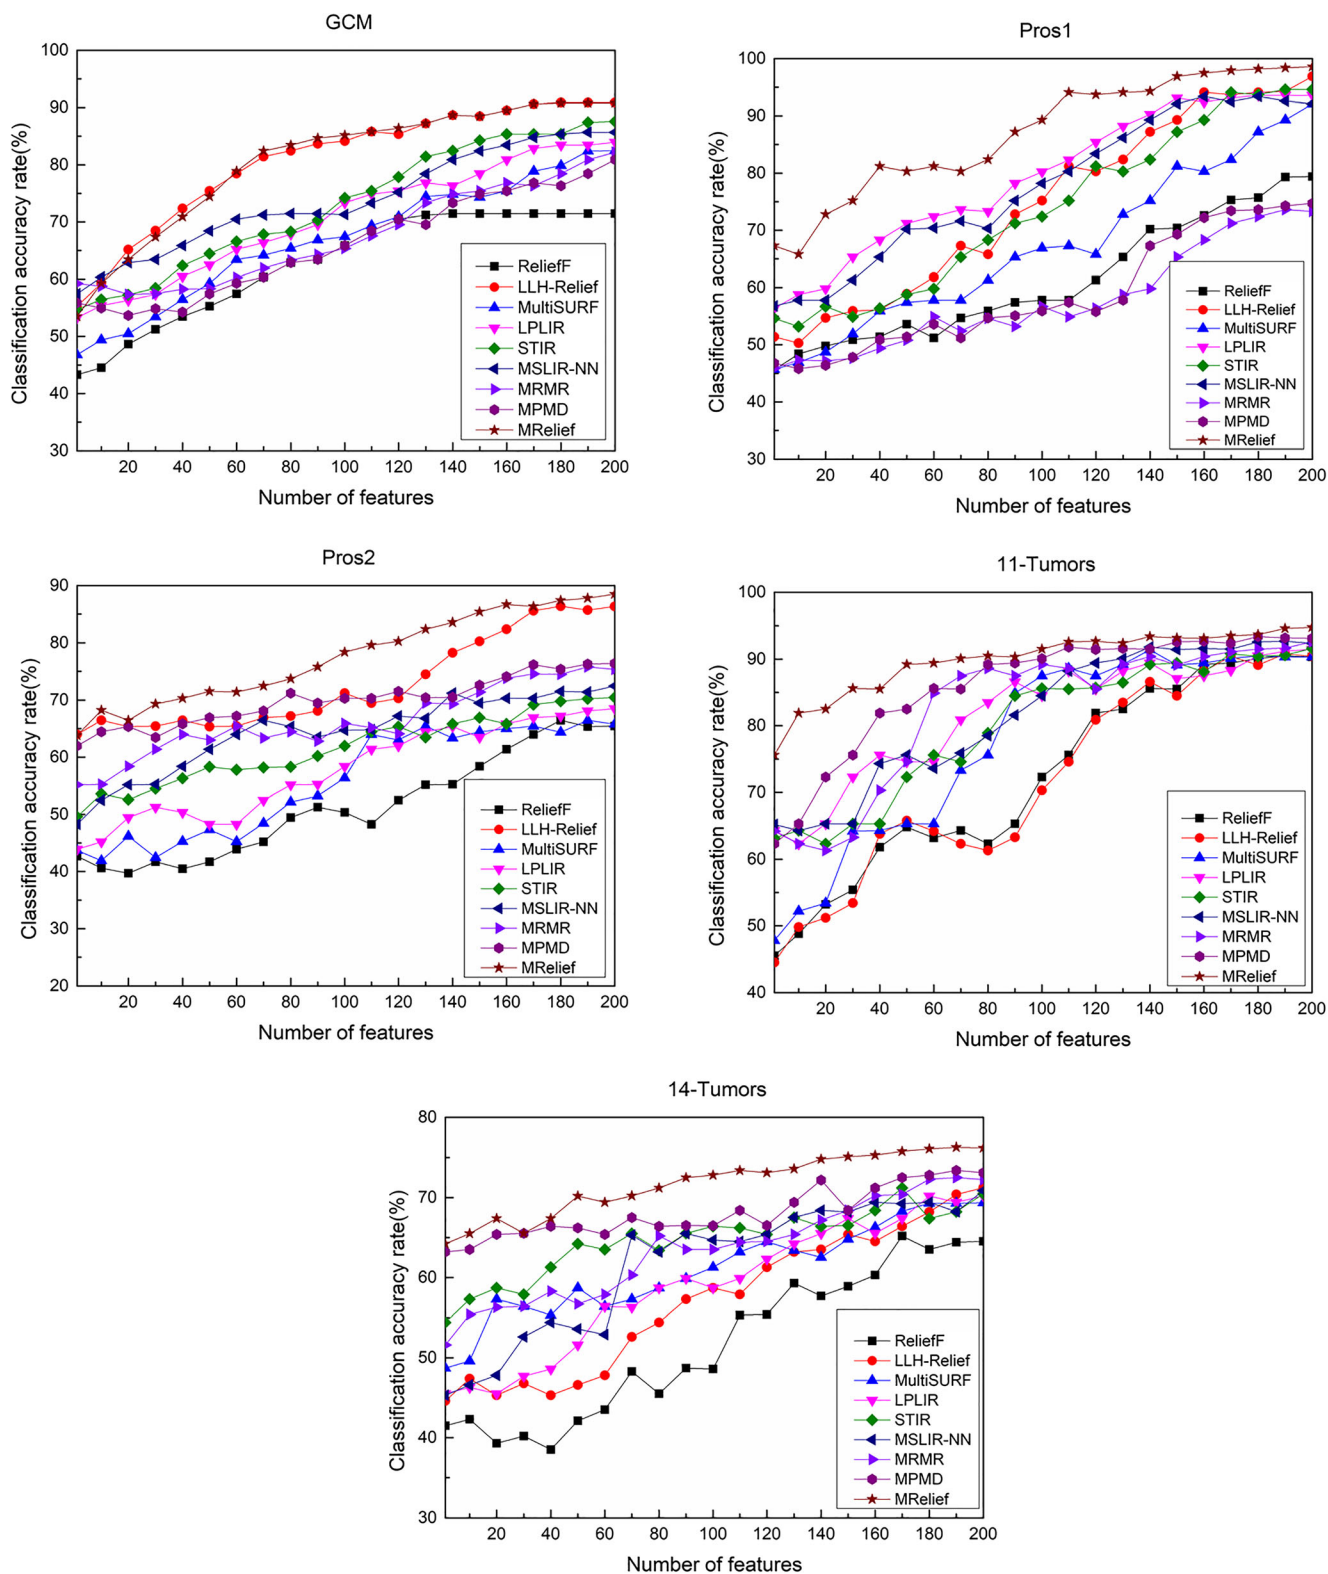 GCM
Classification accuracy rate(%)
100
90
80
70
60
50
40
30
20 40 60 80 100 120 140 160 180 200
Number of features
ReliefF
LLH-Relief
MultiSURF
LPLIR
STIR
MSLIR-NN
MRMR
MPMD
MRelief
Pros1
Classification accuracy rate(%)
100
90
80
70
60
50
40
30
20 40 60 80 100 120 140 160 180 200
Number of features
ReliefF
LLH-Relief
MultiSURF
LPLIR
STIR
MSLIR-NN
MRMR
MPMD
MRelief
Pros2
Classification accuracy rate(%)
90
80
70
60
50
40
30
20
20 40 60 80 100 120 140 160 180 200
Number of features
ReliefF
LLH-Relief
MultiSURF
LPLIR
STIR
MSLIR-NN
MRMR
MPMD
MRelief
11-Tumors
Classification accuracy rate(%)
100
90
80
70
60
50
40
20 40 60 80 100 120 140 160 180 200
Number of features
ReliefF
LLH-Relief
MultiSURF
LPLIR
STIR
MSLIR-NN
MRMR
MPMD
MRelief
14-Tumors
Classification accuracy rate(%)
80
70
60
50
40
30
20 40 60 80 100 120 140 160 180 200
Number of features
ReliefF
LLH-Relief
MultiSURF
LPLIR
STIR
MSLIR-NN
MRMR
MPMD
MRelief